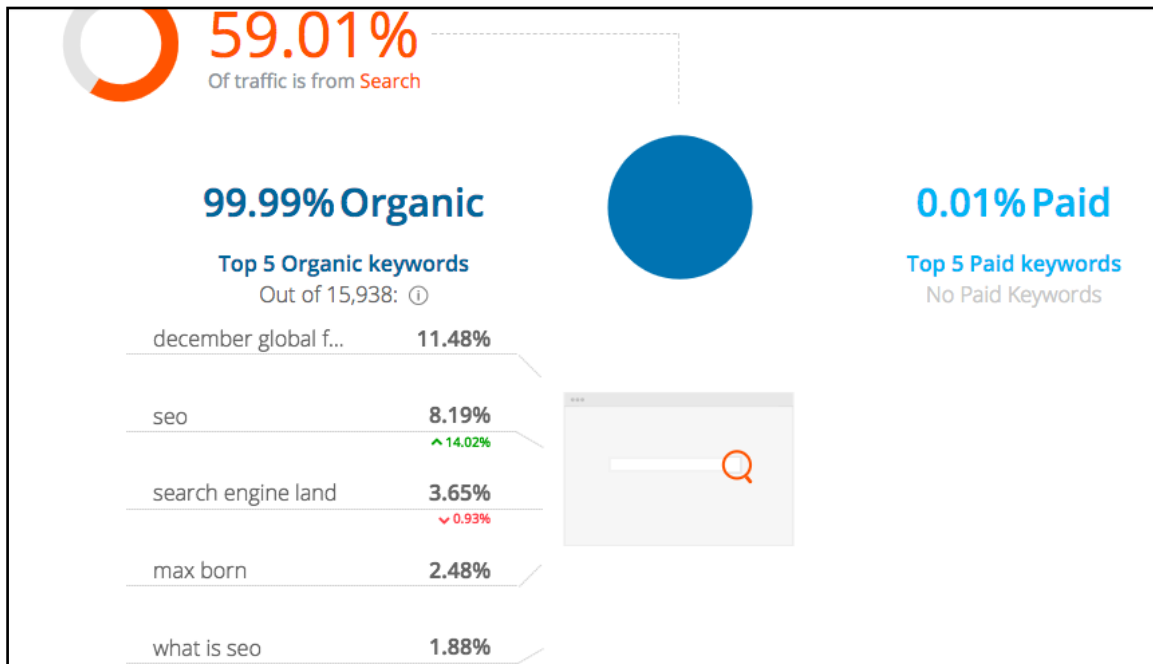 59.01%
Of traffic is from Search
99.99% Organic
Top 5 Organic keywords
Out of 15,938:
december global f... 11.48%
seo 8.19%
14.02%
search engine land 3.65%
0.93%
max born 2.48%
what is seo 1.88%
0.01% Paid
Top 5 Paid keywords
No Paid Keywords